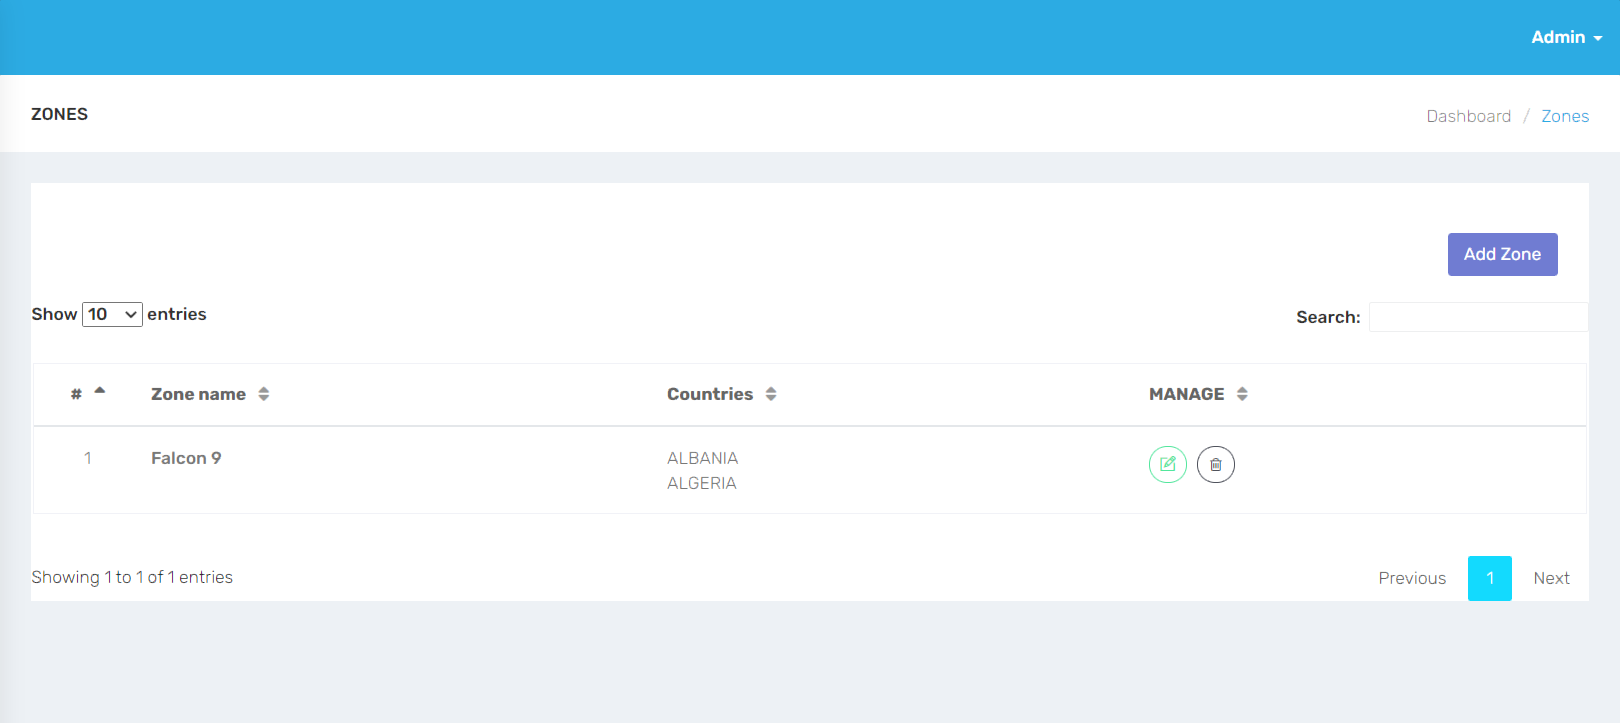 Admin
ZONES
Dashboard / Zones
Add Zone
Show 10 entries
Search:
# Zone name Countries MANAGE
1 Falcon 9 ALBANIA
ALGERIA
Showing 1 to 1 of 1 entries
Previous 1 Next